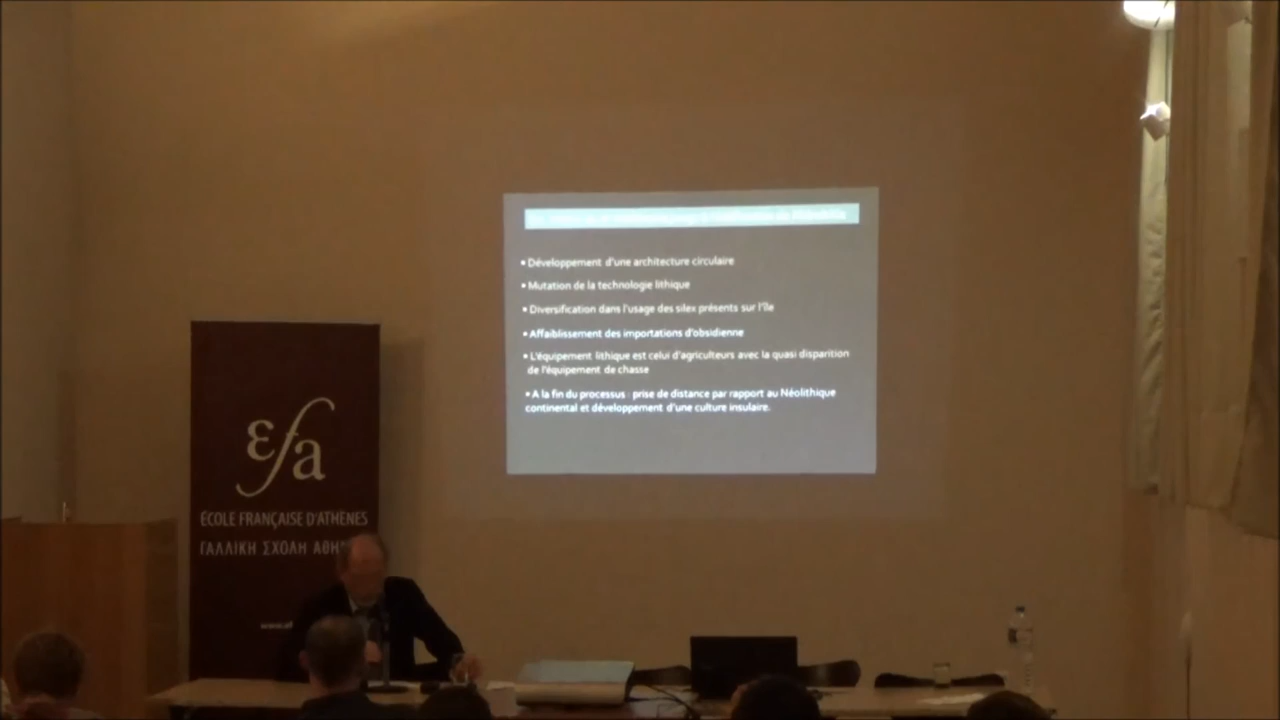 • Développement d'une architecture circulaire
• Mutation de la technologie lithique
• Diversification dans l'usage des silex présents sur l'île
• Affaiblissement des importations d'obsidienne
• L'équipement lithique est celui d'agriculteurs avec la quasi disparition
de l'équipement de chasse
• A la fin du processus : prise de distance par rapport au Néolithique
continental et développement d'une culture insulaire.
εfa
ÉCOLE FRANÇAISE D'ATHÈNES
ΓΑΛΛΙΚΗ ΣΧΟΛΗ